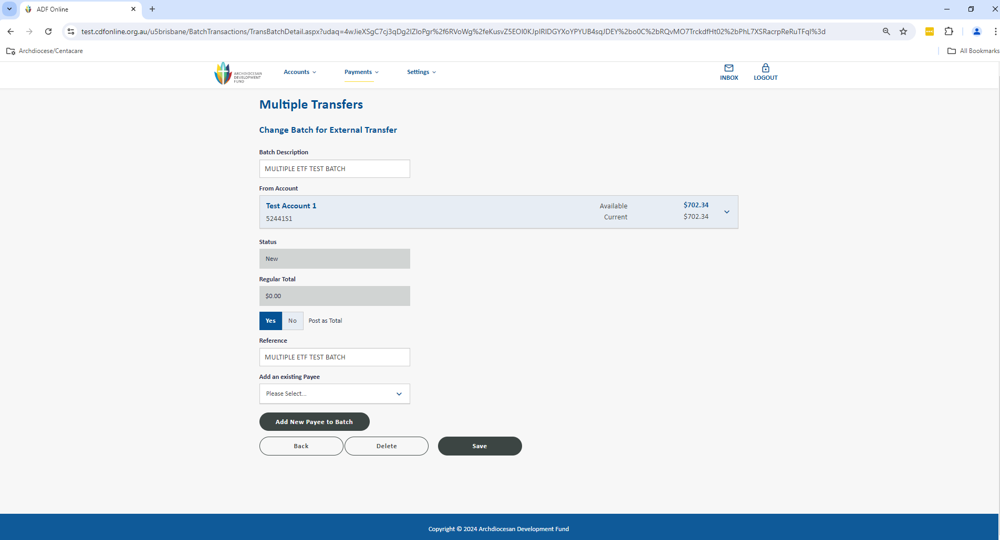 ADF Online
test.cdfonline.org.au/u5brisbane/BatchTransactions/TransBatchDetail.aspx?udaq=4wJieXSgC7cj3qDg2IZIoPgr%2f6RVoWg%2feKusvZ5EOI0KJpIRIDGYXoYPYUB4sqJDEY%2bo0C%2bRQvMO7TrckdfHt02%2bPhL7XSRacrpReRuTFqI%3d
Archdiocese/Centacare
All Bookmarks
ARCHDIOCESAN
DEVELOPMENT
FUND
Accounts
Payments
Settings
INBOX
LOGOUT
Multiple Transfers
Change Batch for External Transfer
Batch Description
MULTIPLE ETF TEST BATCH
From Account
Test Account 1
Available
$702.34
52441S1
Current
$702.34
Status
New
Regular Total
$0.00
Yes No Post as Total
Reference
MULTIPLE ETF TEST BATCH
Add an existing Payee
Please Select...
Add New Payee to Batch
Back
Delete
Save
Copyright © 2024 Archdiocesan Development Fund